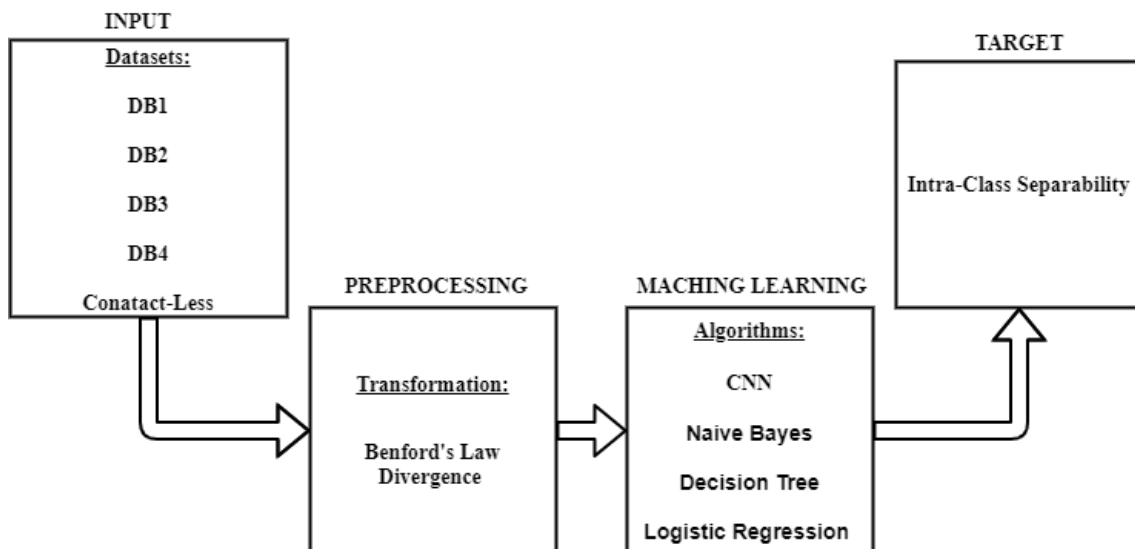 INPUT
Datasets:
DB1
DB2
DB3
DB4
Conatact-Less
PREPROCESSING
Transformation:
Benford's Law
Divergence
MACHING LEARNING
Algorithms:
CNN
Naive Bayes
Decision Tree
Logistic Regression
TARGET
Intra-Class Separability